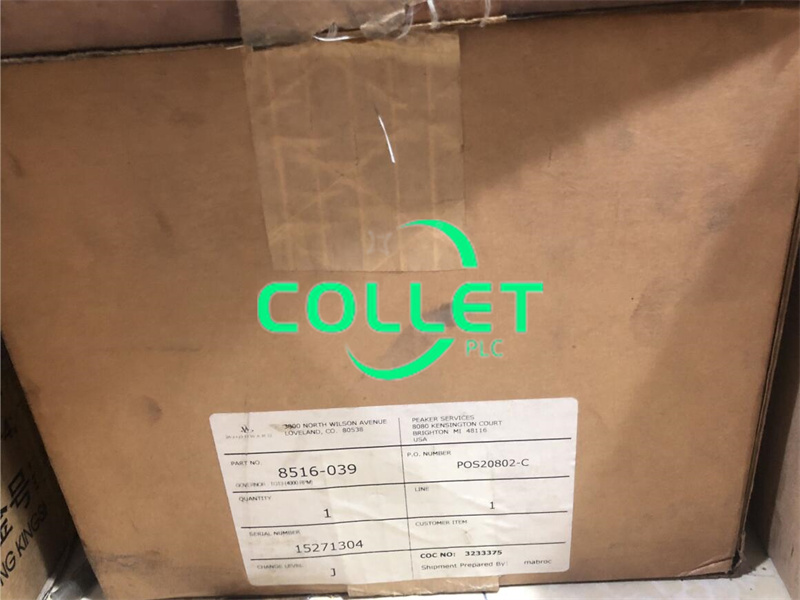 COLLET
PLC
3800 NORTH WILSON AVENUE
LOVELAND, CO. 80538
PEAKER SERVICES
8080 KENSINGTON COURT
BRIGHTON MI 48116
USA
PART NO.
8516-039
P.O. NUMBER
POS20802-C
QUANTITY
1
LINE
1
SERIAL NUMBER
15271304
CUSTOMER ITEM
CHANGE LEVEL
J
COC NO: 3233375
Shipment Prepared By: mabroc
NG KINGS